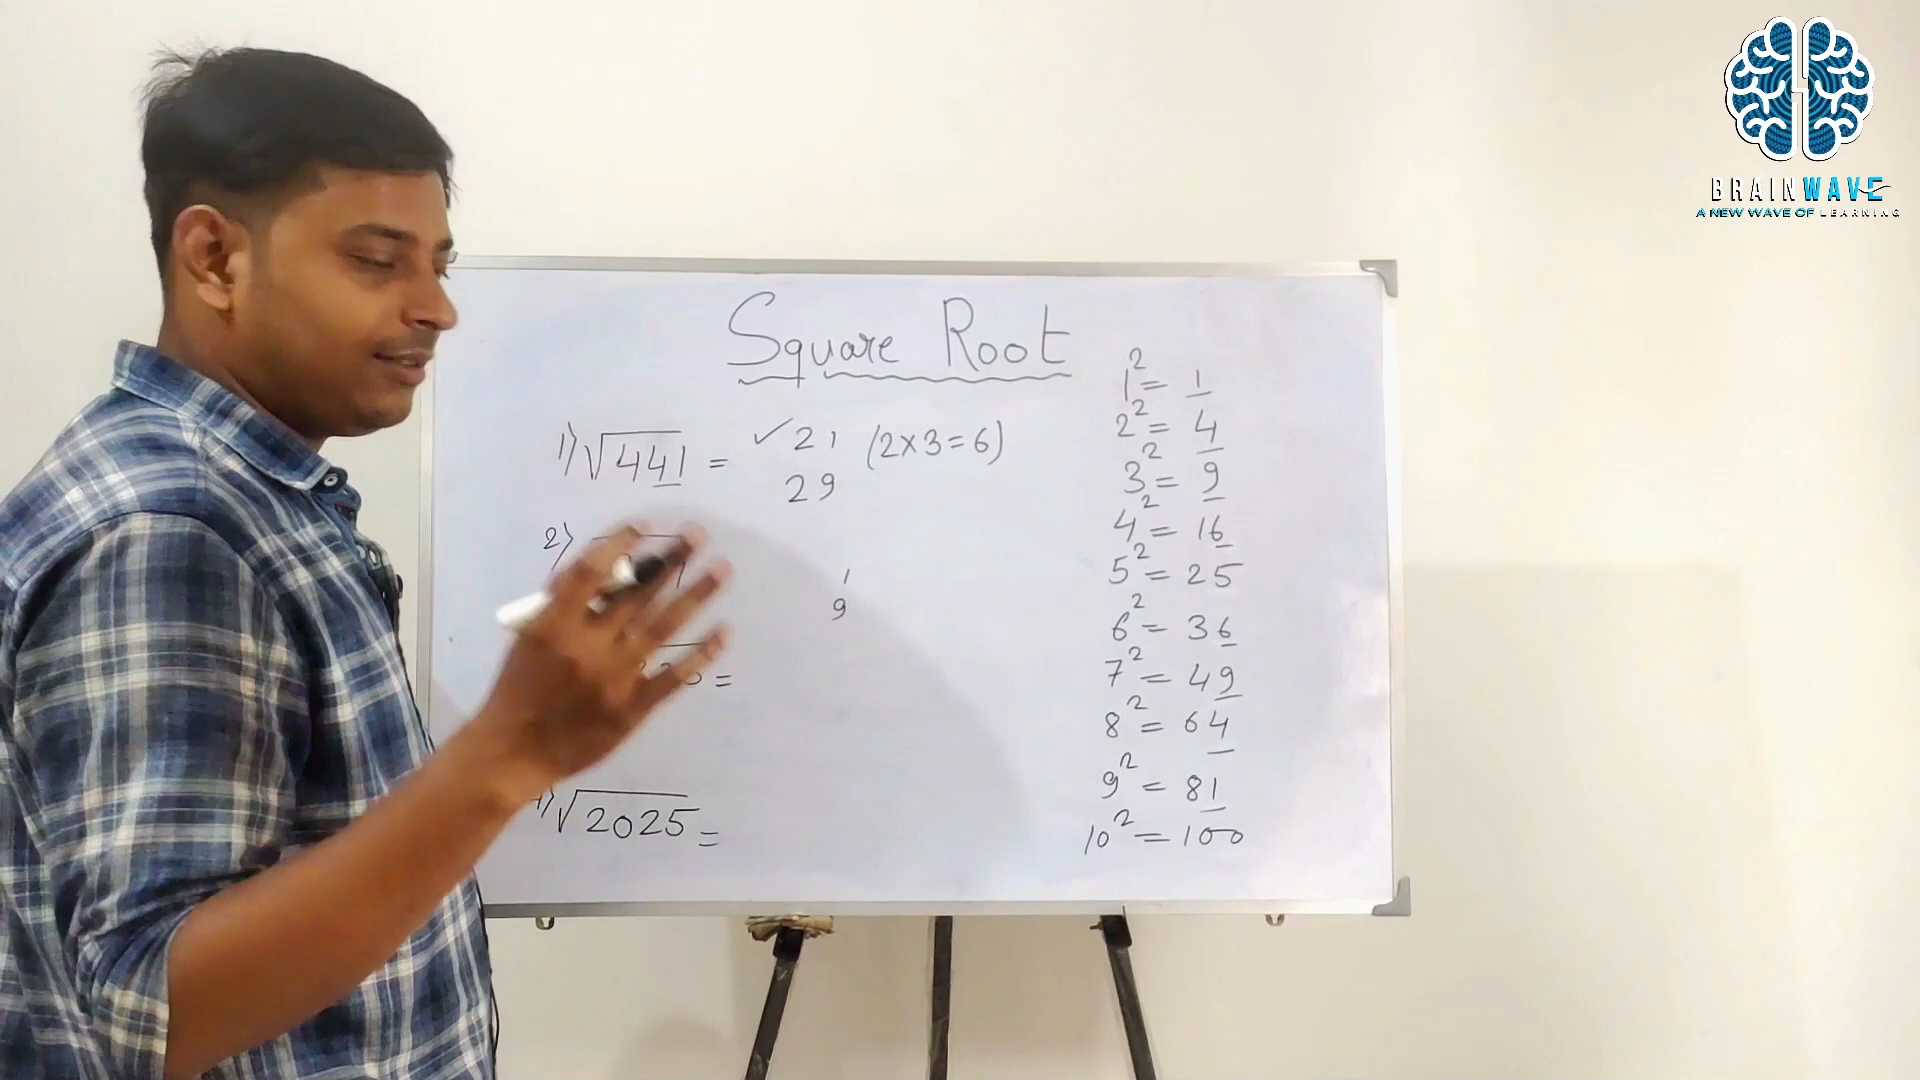 BRAINWAVE
A NEW WAVE OF LEARNING
Square Root
1) √441 = ✓ 21 (2×3=6)
29
2)
1
9
=
√2025 =
1² = 1
2² = 4
3² = 9
4² = 16
5² = 25
6² = 36
7² = 49
8² = 64
9² = 81
10² = 100